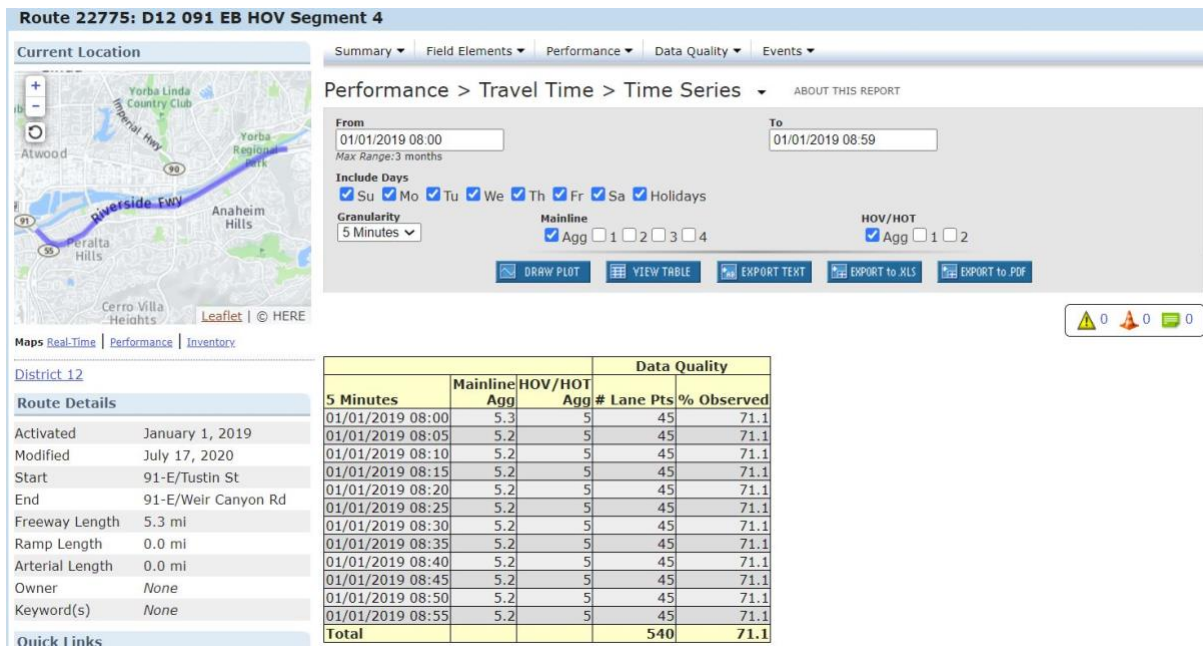 Route 22775: D12 091 EB HOV Segment 4
Current Location
+
-
Yorba Linda
Country Club
Imperial Hwy
Atwood
Yorba
Regional
Park
90
91
Riverside Fwy
Anaheim
Hills
55
Peralta
Hills
Cerro Villa
Heights
Leaflet | © HERE
Maps Real-Time | Performance | Inventory
District 12
Route Details
Activated January 1, 2019
Modified July 17, 2020
Start 91-E/Tustin St
End 91-E/Weir Canyon Rd
Freeway Length 5.3 mi
Ramp Length 0.0 mi
Arterial Length 0.0 mi
Owner None
Keyword(s) None
Quick Links
Summary Field Elements Performance Data Quality Events
Performance > Travel Time > Time Series ABOUT THIS REPORT
From To
01/01/2019 08:00 01/01/2019 08:59
Max Range:3 months
Include Days
Su Mo Tu We Th Fr Sa Holidays
Granularity Mainline HOV/HOT
5 Minutes Agg 1 2 3 4 Agg 1 2
DRAW PLOT VIEW TABLE EXPORT TEXT EXPORT to .XLS EXPORT to .PDF
0 0 0
Data Quality
Mainline HOV/HOT
5 Minutes Agg Agg # Lane Pts % Observed
01/01/2019 08:00 5.3 5 45 71.1
01/01/2019 08:05 5.2 5 45 71.1
01/01/2019 08:10 5.2 5 45 71.1
01/01/2019 08:15 5.2 5 45 71.1
01/01/2019 08:20 5.2 5 45 71.1
01/01/2019 08:25 5.2 5 45 71.1
01/01/2019 08:30 5.2 5 45 71.1
01/01/2019 08:35 5.2 5 45 71.1
01/01/2019 08:40 5.2 5 45 71.1
01/01/2019 08:45 5.2 5 45 71.1
01/01/2019 08:50 5.2 5 45 71.1
01/01/2019 08:55 5.2 5 45 71.1
Total 540 71.1